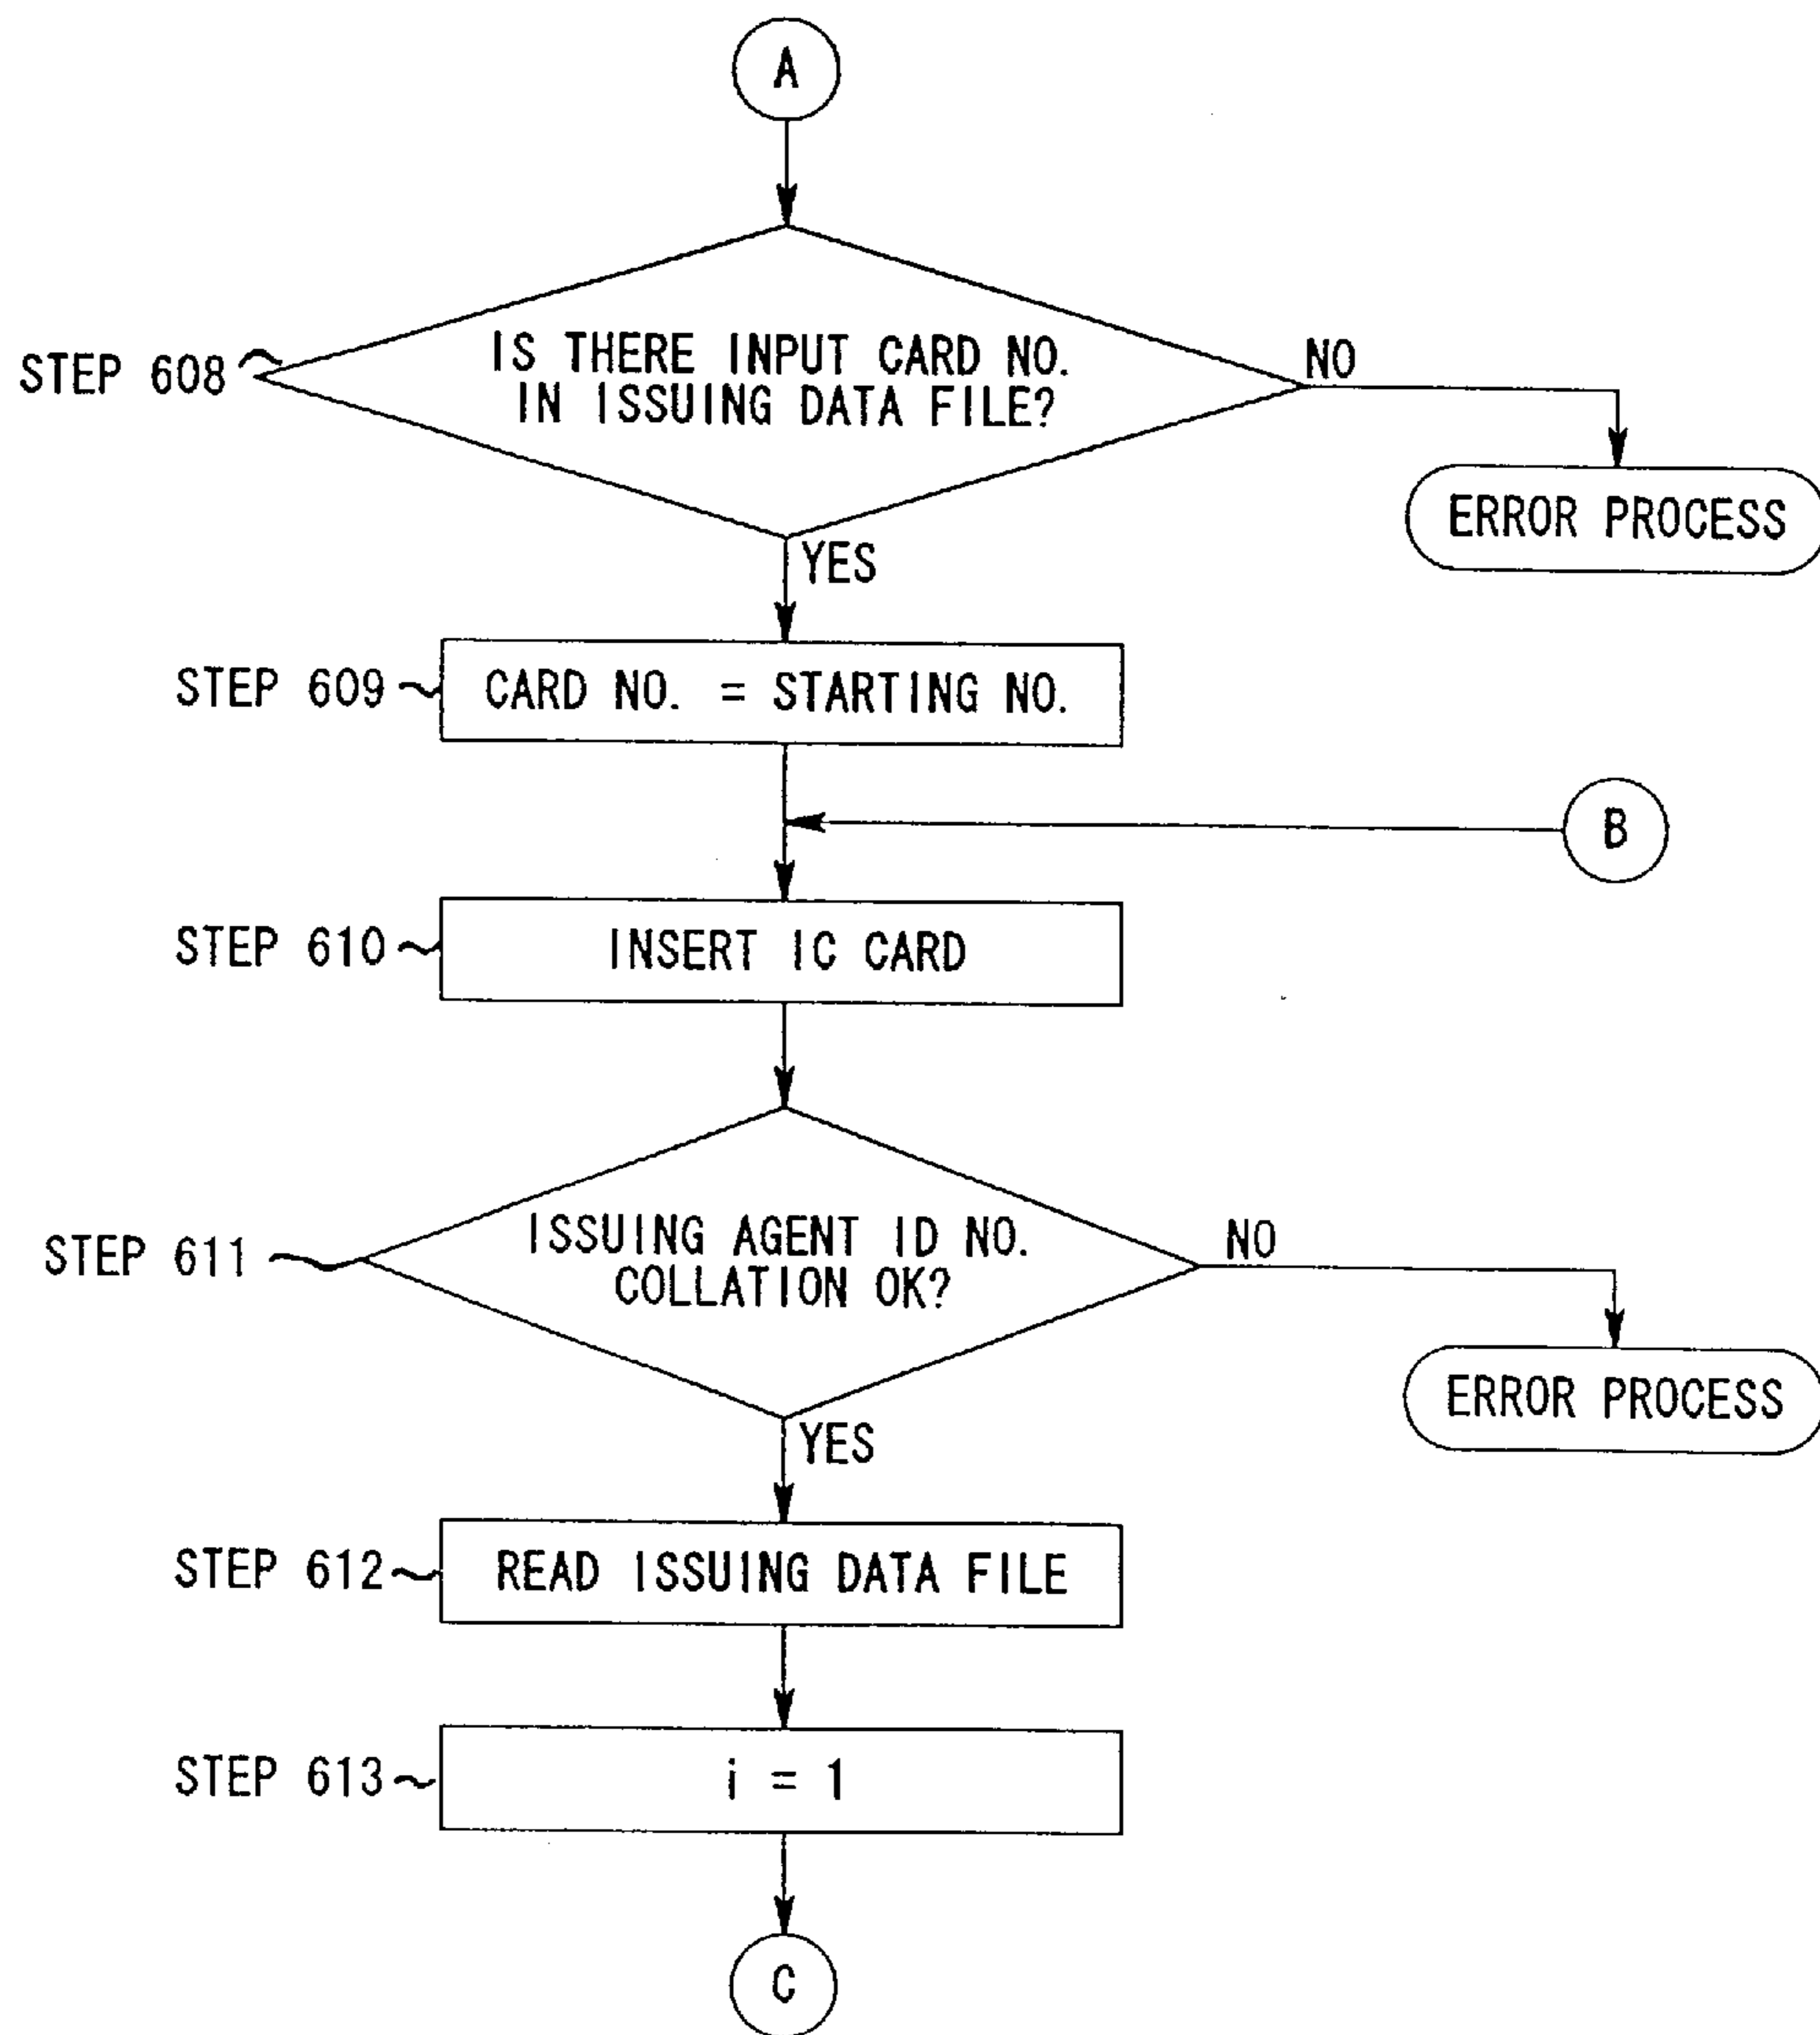 A
STEP 608
IS THERE INPUT CARD NO.
IN ISSUING DATA FILE?
NO
ERROR PROCESS
YES
STEP 609
CARD NO. = STARTING NO.
B
STEP 610
INSERT IC CARD
STEP 611
ISSUING AGENT ID NO.
COLLATION OK?
NO
ERROR PROCESS
YES
STEP 612
READ ISSUING DATA FILE
STEP 613
i = 1
C